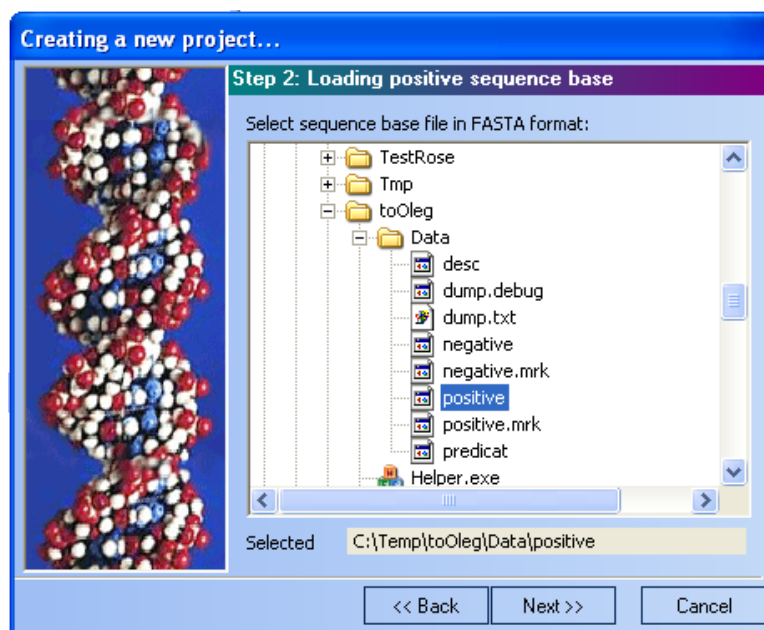 Creating a new project...
Step 2: Loading positive sequence base
Select sequence base file in FASTA format:
TestRose
Tmp
toOleg
Data
desc
dump.debug
dump.txt
negative
negative.mrk
positive
positive.mrk
predicat
Helper.exe
Selected C:\Temp\toOleg\Data\positive
<< Back Next >> Cancel